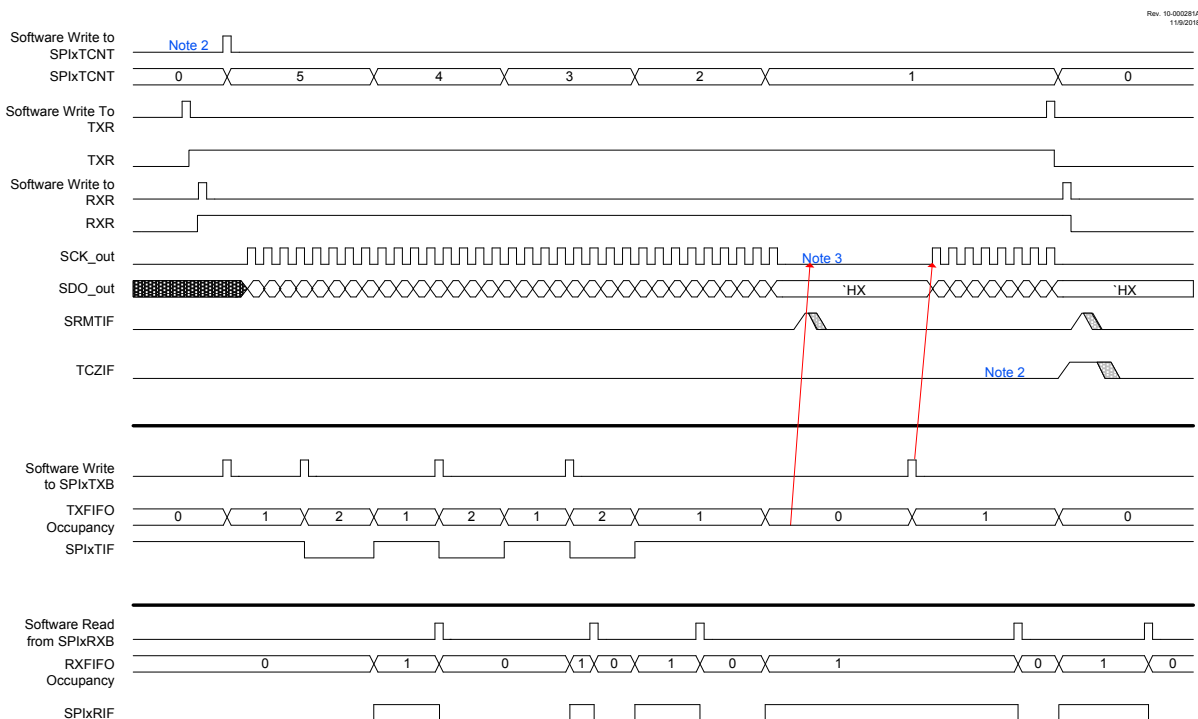 Rev. 10-000281A
11/9/2018
Software Write to
SPIxTCNT
Note 2
SPIxTCNT
0 5 4 3 2 1 0
Software Write To
TXR
TXR
Software Write to
RXR
RXR
SCK_out
Note 3
SDO_out
`HX `HX
SRMTIF
TCZIF
Note 2
Software Write
to SPIxTXB
TXFIFO
Occupancy
0 1 2 1 2 1 2 1 0 1 0
SPIxTIF
Software Read
from SPIxRXB
RXFIFO
Occupancy
0 1 0 1 0 1 0 1 0 1 0
SPIxRIF